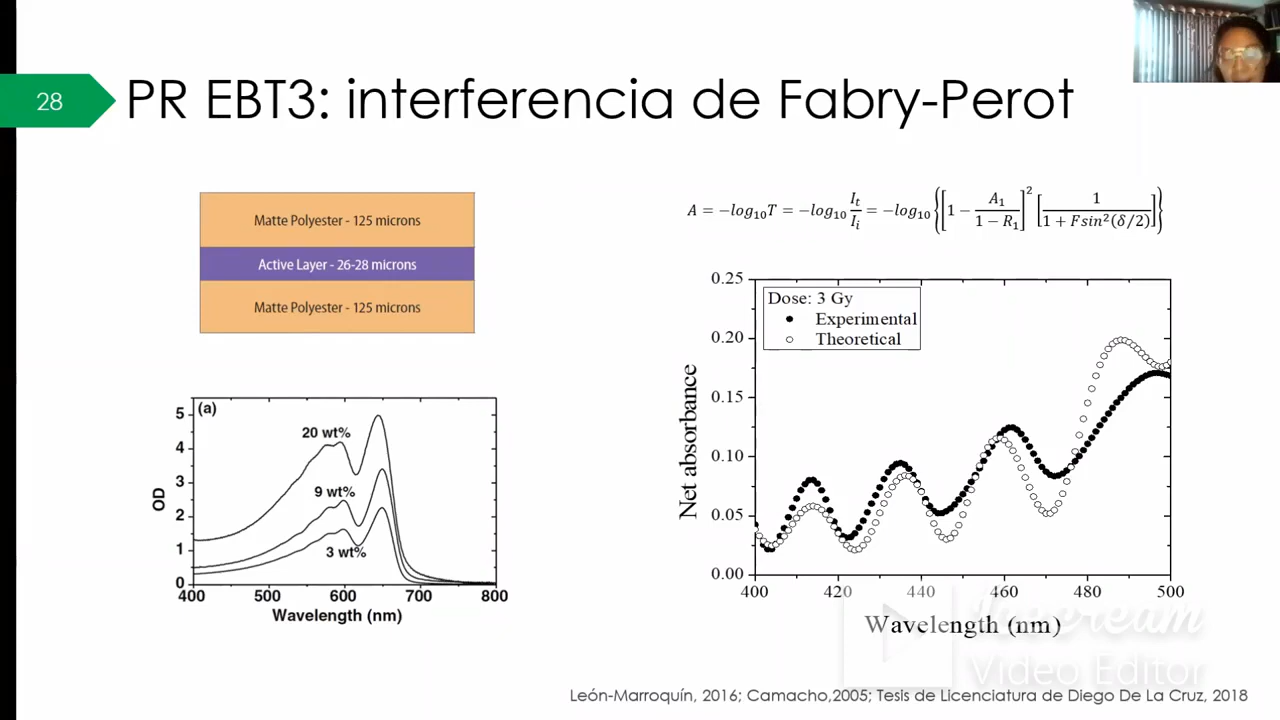 28
PR EBT3: interferencia de Fabry-Perot
Matte Polyester - 125 microns
Active Layer - 26-28 microns
Matte Polyester - 125 microns
A = −log₁₀T = −log₁₀ I_t/I_i = −log₁₀ {[1 − A₁/(1 − R₁)]² [1/(1 + Fsin²(δ/2))]}
(a)
20 wt%
9 wt%
3 wt%
OD
5
4
3
2
1
0
400 500 600 700 800
Wavelength (nm)
Dose: 3 Gy
Experimental
Theoretical
Net absorbance
0.25
0.20
0.15
0.10
0.05
0.00
400 420 440 460 480 500
Wavelength (nm)
Video Editor
León-Marroquín, 2016; Camacho,2005; Tesis de Licenciatura de Diego De La Cruz, 2018